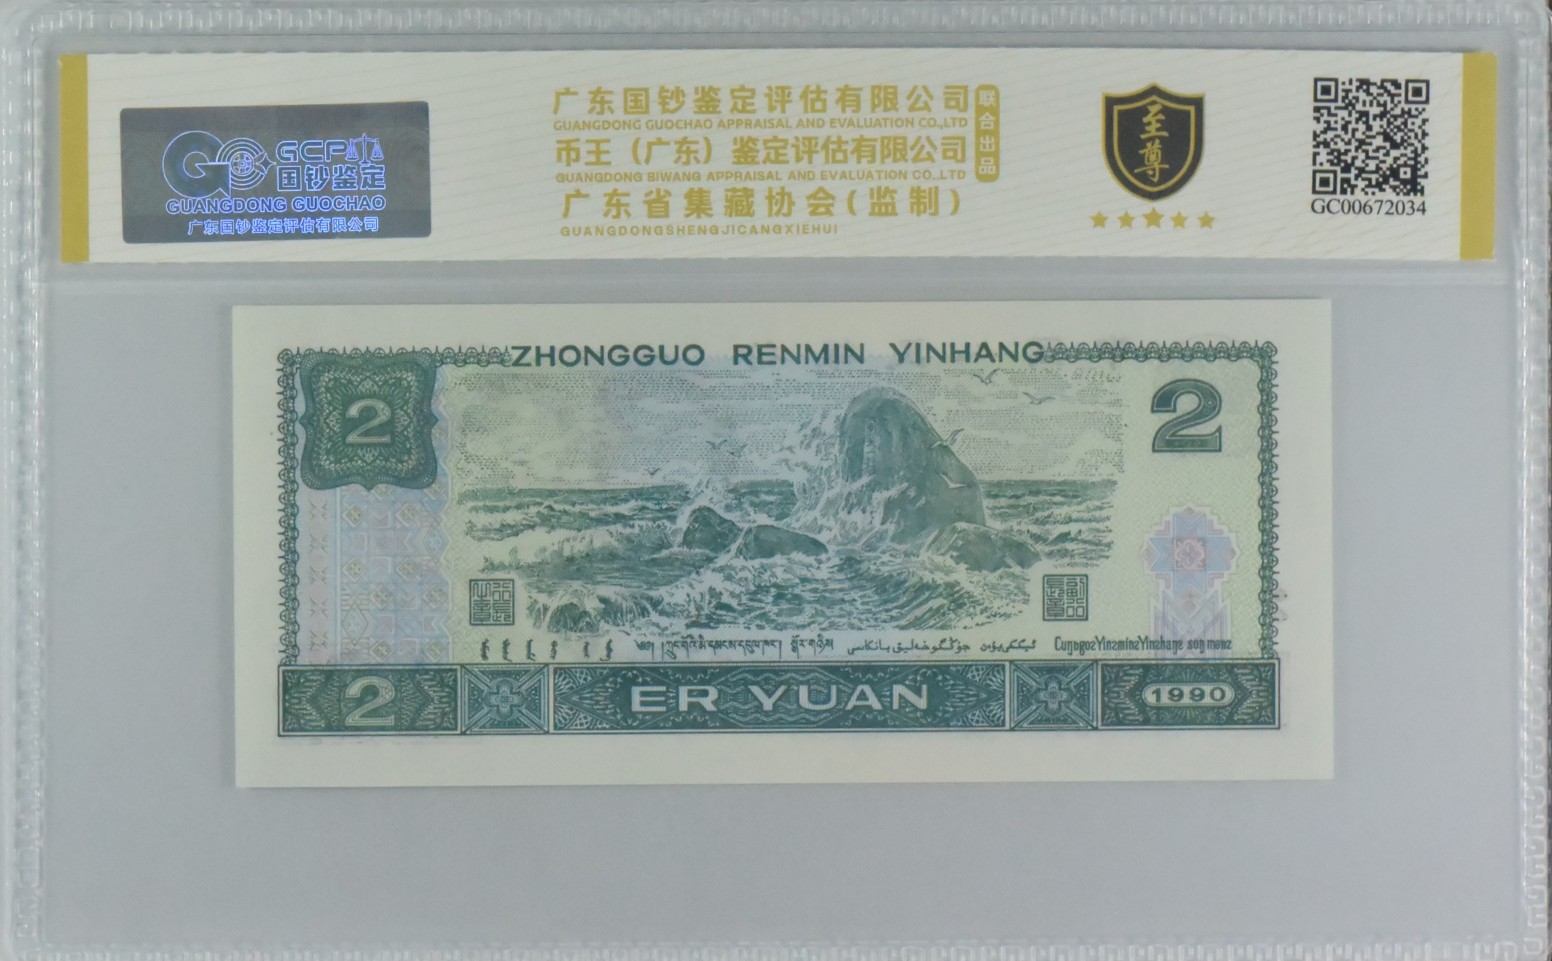 广东国钞鉴定评估有限公司
GUANGDONG GUOCHAO APPRAISAL AND EVALUATION CO.,LTD
币王（广东）鉴定评估有限公司
GUANGDONG BIWANG APPRAISAL AND EVALUATION CO.,LTD
联合出品
广东省集藏协会(监制)
GUANGDONGSHENGJICANGXIEHUI
GCP
国钞鉴定
GUANGDONG GUOCHAO
广东国钞鉴定评估有限公司
至尊
GC00672034
ZHONGGUO RENMIN YINHANG
2
2
2
ER YUAN
1990